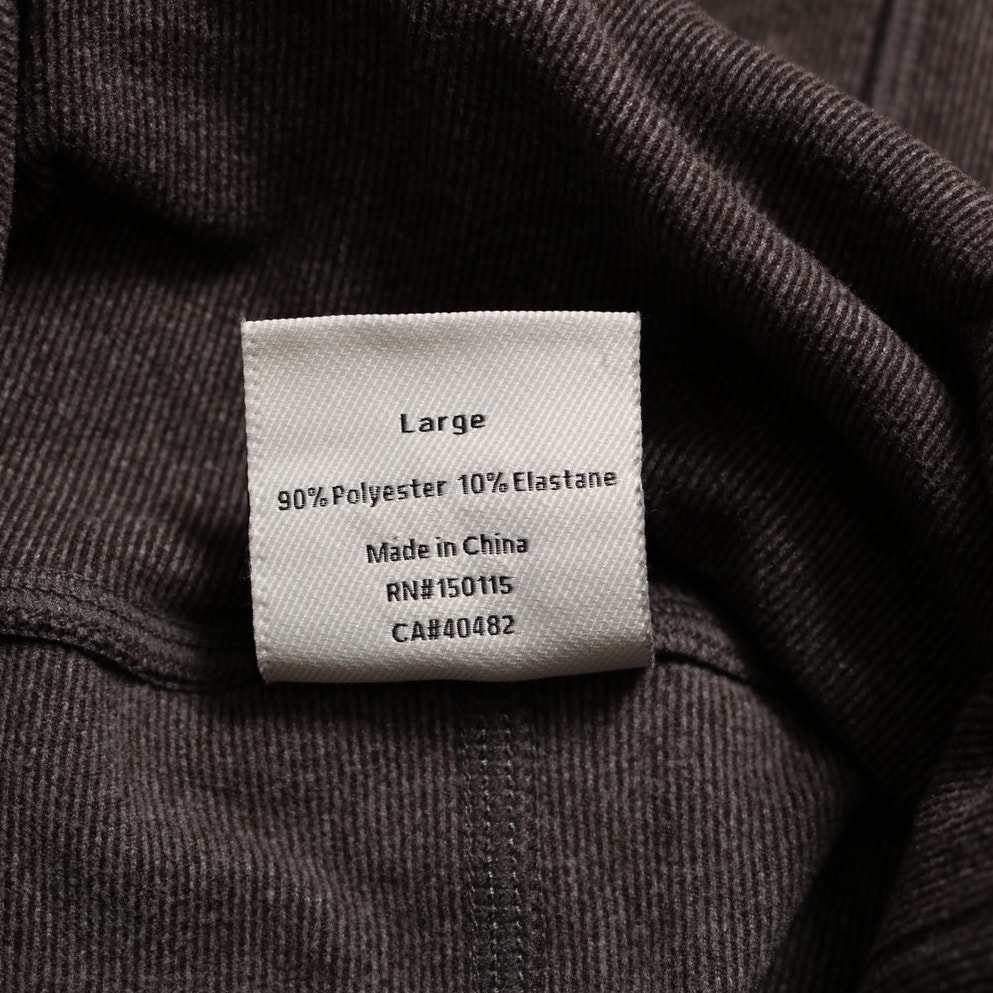 Large
90% Polyester 10% Elastane
Made in China
RN#150115
CA#40482